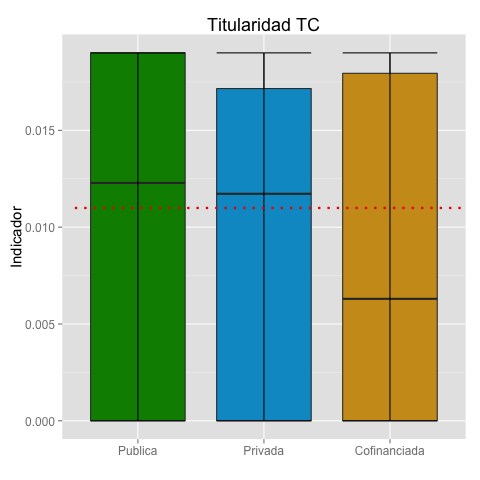 Titularidad TC
Indicador
0.015
0.010
0.005
0.000
Publica
Privada
Cofinanciada